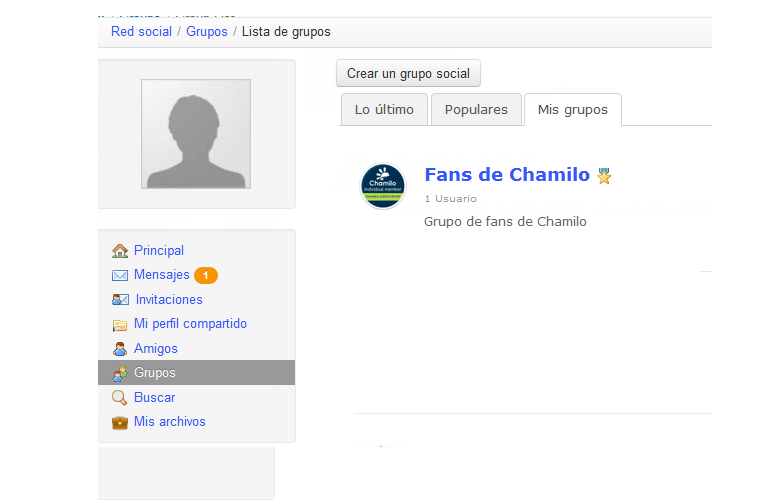 Red social / Grupos / Lista de grupos
Crear un grupo social
Lo último
Populares
Mis grupos
Chamilo
individual member
Fans de Chamilo
1 Usuario
Grupo de fans de Chamilo
Principal
Mensajes 1
Invitaciones
Mi perfil compartido
Amigos
Grupos
Buscar
Mis archivos